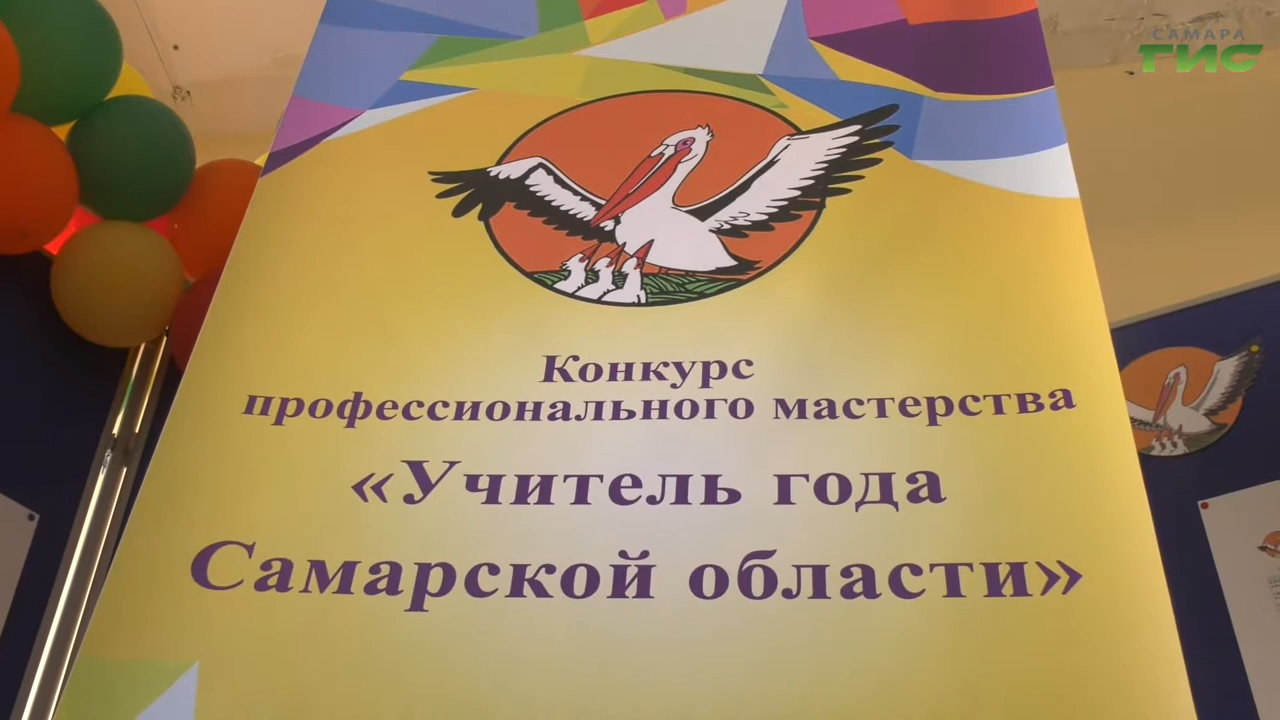 САМАРА
ГИС
Конкурс
профессионального мастерства
«Учитель года
Самарской области»